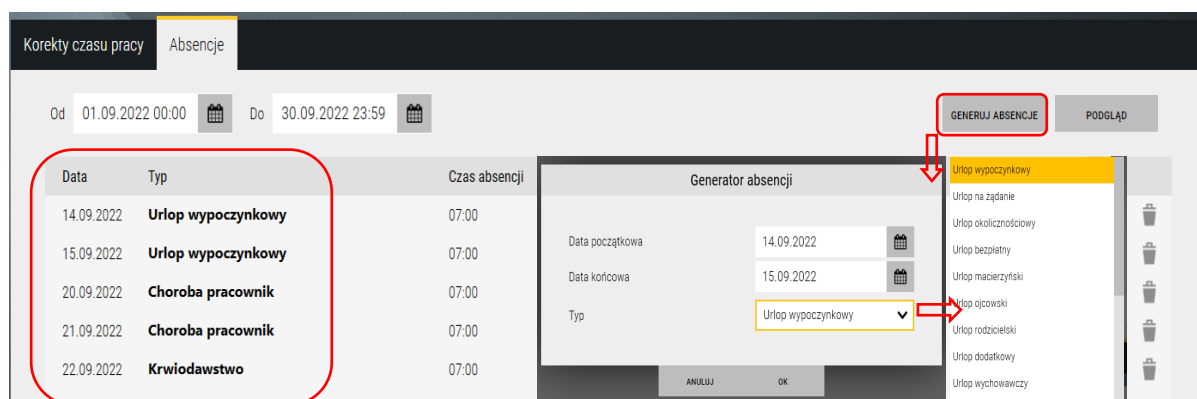 Korekty czasu pracy Absencje
Od 01.09.2022 00:00 Do 30.09.2022 23:59 GENERUJ ABSENCJE PODGLĄD
Data Typ Czas absencji
14.09.2022 Urlop wypoczynkowy 07:00
15.09.2022 Urlop wypoczynkowy 07:00
20.09.2022 Choroba pracownik 07:00
21.09.2022 Choroba pracownik 07:00
22.09.2022 Krwiodawstwo 07:00
Generator absencji
Data początkowa 14.09.2022
Data końcowa 15.09.2022
Typ Urlop wypoczynkowy
ANULUJ OK
Urlop wypoczynkowy
Urlop na żądanie
Urlop okolicznościowy
Urlop bezpłatny
Urlop macierzyński
Urlop ojcowski
Urlop rodzicielski
Urlop dodatkowy
Urlop wychowawczy